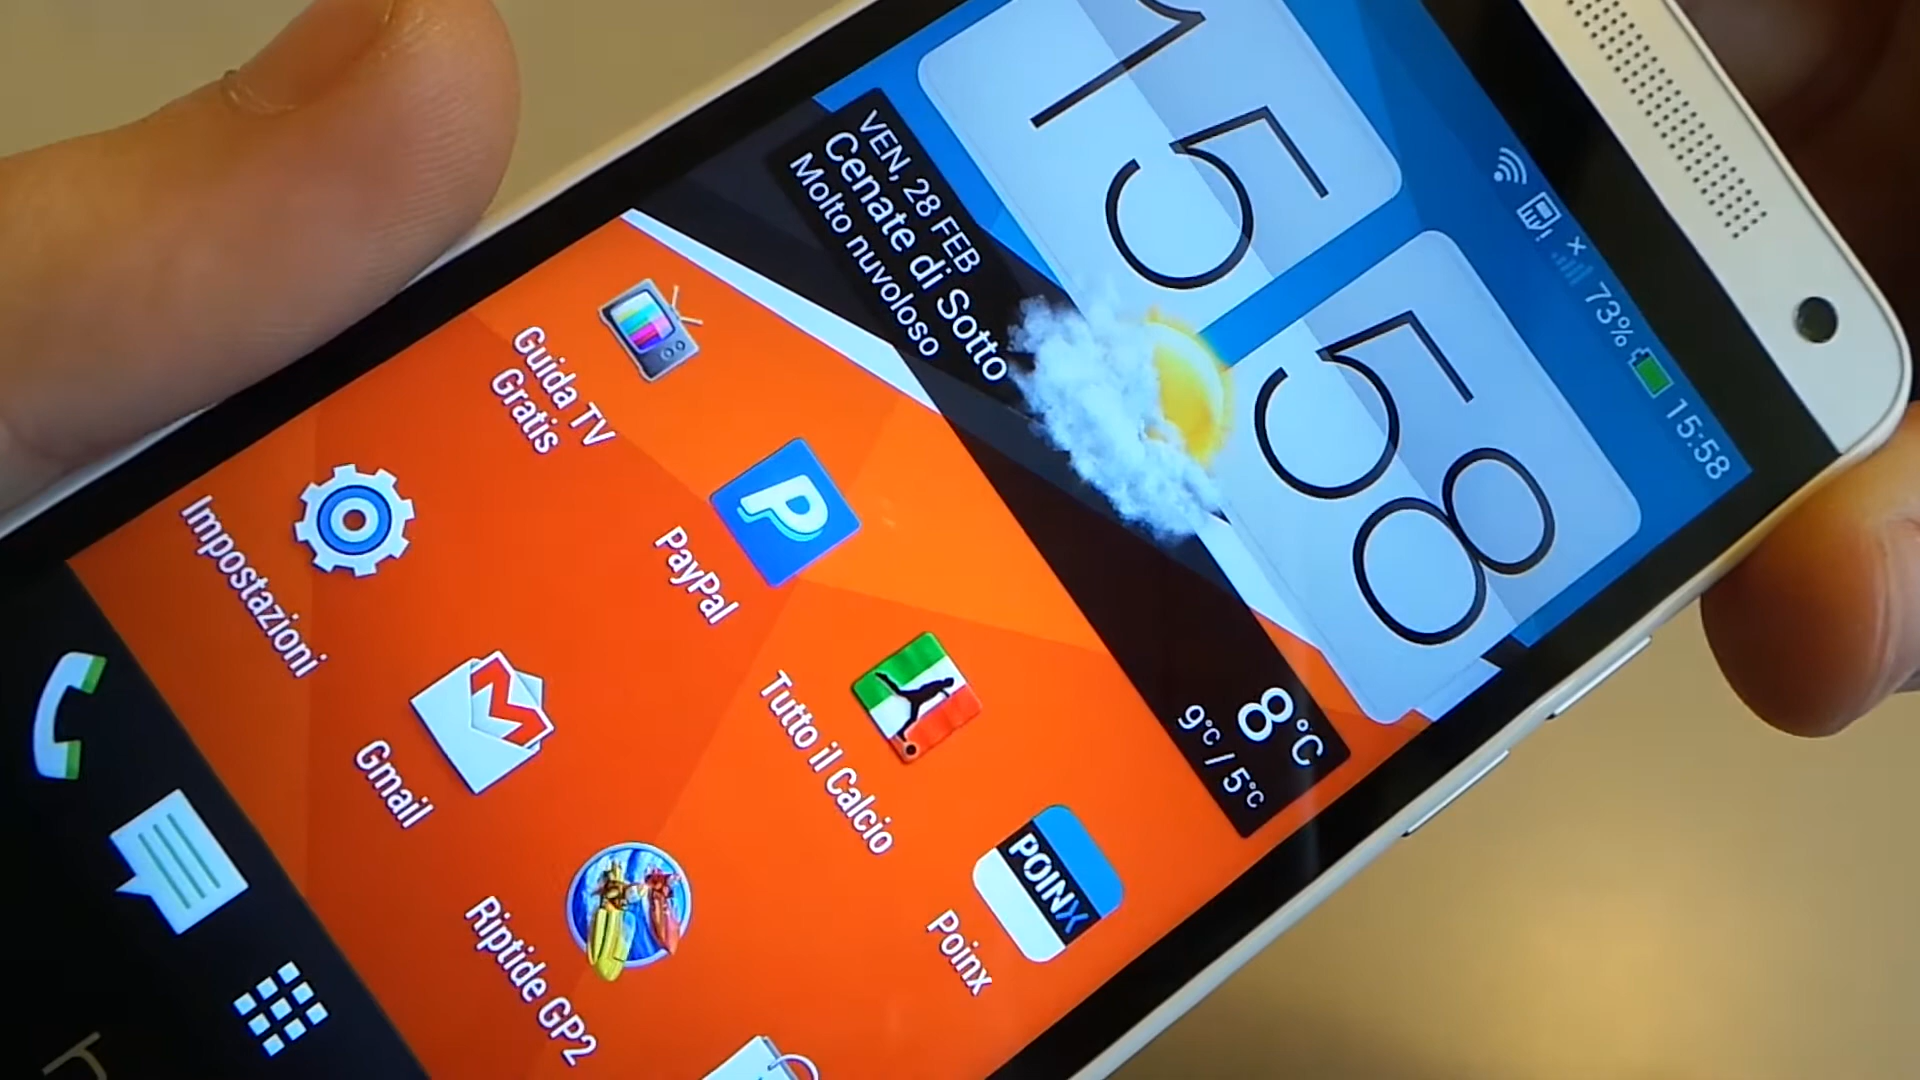 73% 15:58
15 58
VEN, 28 FEB
Cenate di Sotto
Molto nuvoloso
8°C
9°C / 5°C
Guida TV
Gratis
PayPal
Tutto il Calcio
POINX
Poinx
Impostazioni
Gmail
Riptide GP2